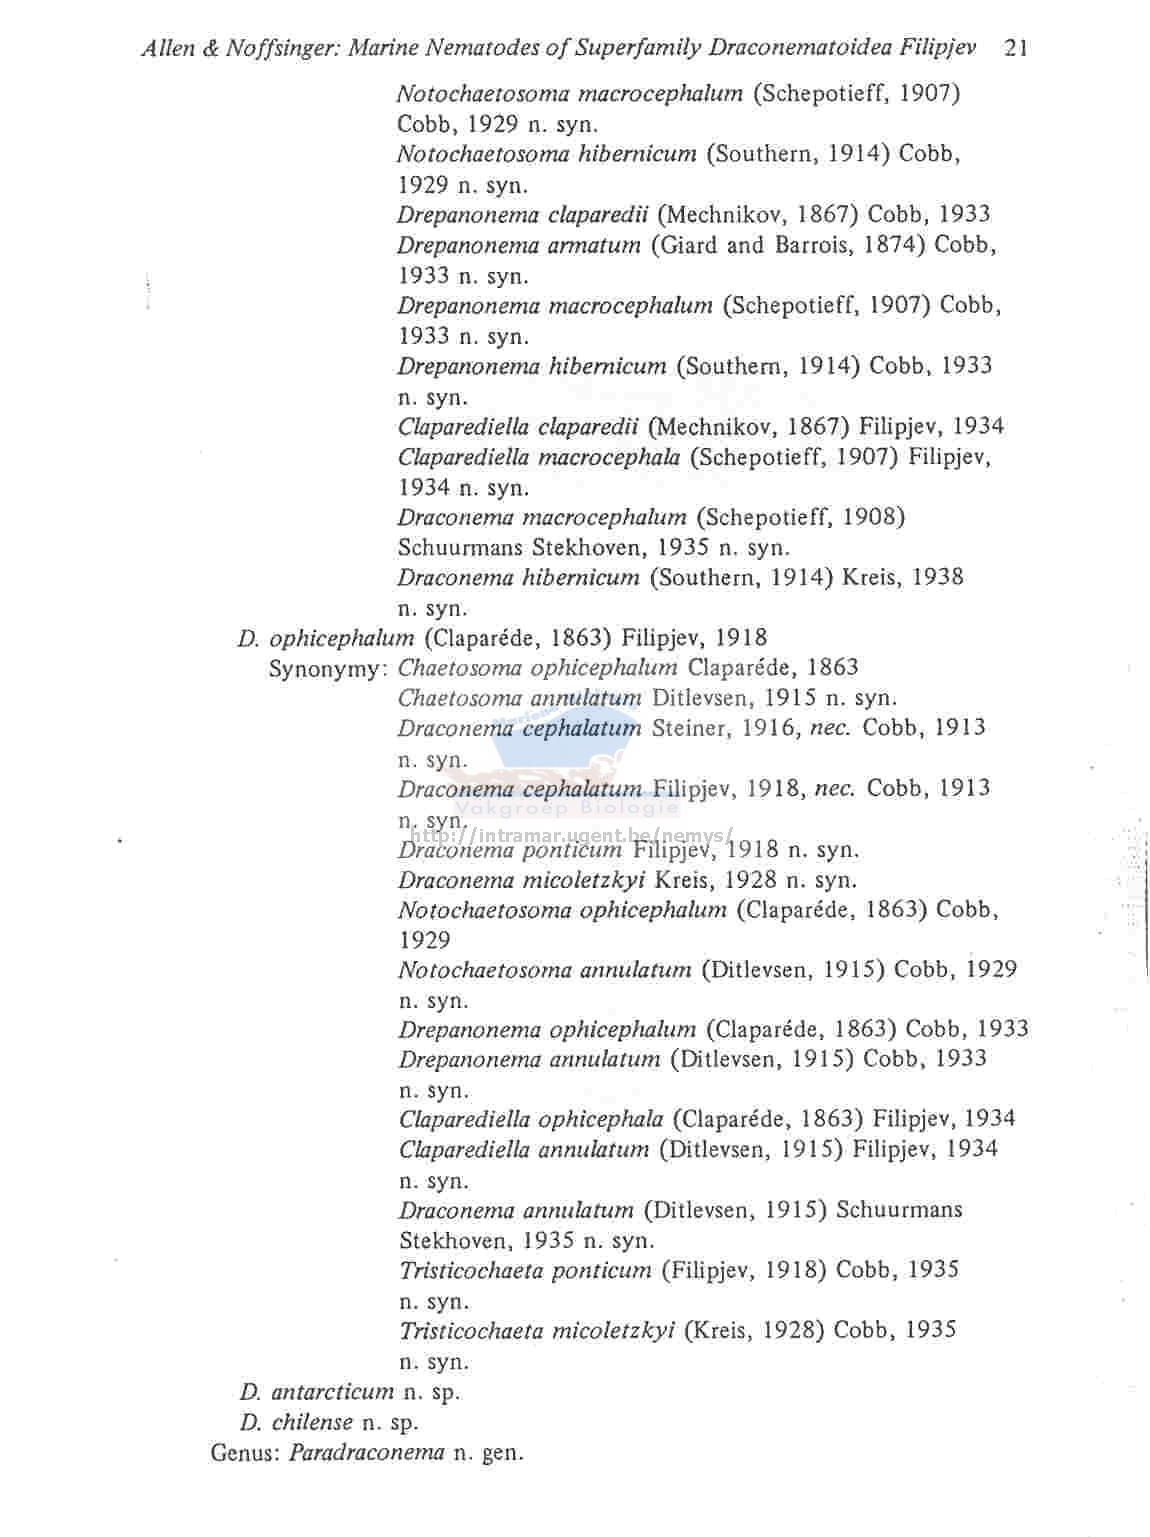 Allen & Noffsinger: Marine Nematodes of Superfamily Draconematoidea Filipjev 21
Notochaetosoma macrocephalum (Schepotieff, 1907)
Cobb, 1929 n. syn.
Notochaetosoma hibernicum (Southern, 1914) Cobb,
1929 n. syn.
Drepanonema claparedii (Mechnikov, 1867) Cobb, 1933
Drepanonema armatum (Giard and Barrois, 1874) Cobb,
1933 n. syn.
Drepanonema macrocephalum (Schepotieff, 1907) Cobb,
1933 n. syn.
Drepanonema hibernicum (Southern, 1914) Cobb, 1933
n. syn.
Claparediella claparedii (Mechnikov, 1867) Filipjev, 1934
Claparediella macrocephala (Schepotieff, 1907) Filipjev,
1934 n. syn.
Draconema macrocephalum (Schepotieff, 1908)
Schuurmans Stekhoven, 1935 n. syn.
Draconema hibernicum (Southern, 1914) Kreis, 1938
n. syn.
D. ophicephalum (Claparéde, 1863) Filipjev, 1918
Synonymy: Chaetosoma ophicephalum Claparéde, 1863
Chaetosoma annulatum Ditlevsen, 1915 n. syn.
Draconema cephalatum Steiner, 1916, nec. Cobb, 1913
n. syn.
Draconema cephalatum Filipjev, 1918, nec. Cobb, 1913
Vakgroep Biologie
n. syn.
http://intramar.ugent.be/nemys/
Draconema ponticum Filipjev, 1918 n. syn.
Draconema micoletzkyi Kreis, 1928 n. syn.
Notochaetosoma ophicephalum (Claparéde, 1863) Cobb,
1929
Notochaetosoma annulatum (Ditlevsen, 1915) Cobb, 1929
n. syn.
Drepanonema ophicephalum (Claparéde, 1863) Cobb, 1933
Drepanonema annulatum (Ditlevsen, 1915) Cobb, 1933
n. syn.
Claparediella ophicephala (Claparéde, 1863) Filipjev, 1934
Claparediella annulatum (Ditlevsen, 1915) Filipjev, 1934
n. syn.
Draconema annulatum (Ditlevsen, 1915) Schuurmans
Stekhoven, 1935 n. syn.
Tristicochaeta ponticum (Filipjev, 1918) Cobb, 1935
n. syn.
Tristicochaeta micoletzkyi (Kreis, 1928) Cobb, 1935
n. syn.
D. antarcticum n. sp.
D. chilense n. sp.
Genus: Paradraconema n. gen.